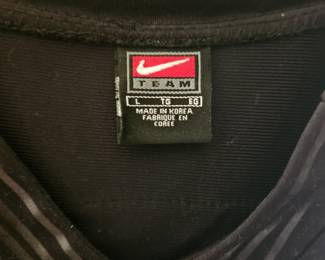 TEAM
L TG EG
MADE IN KOREA
FABRIQUE EN
COREE